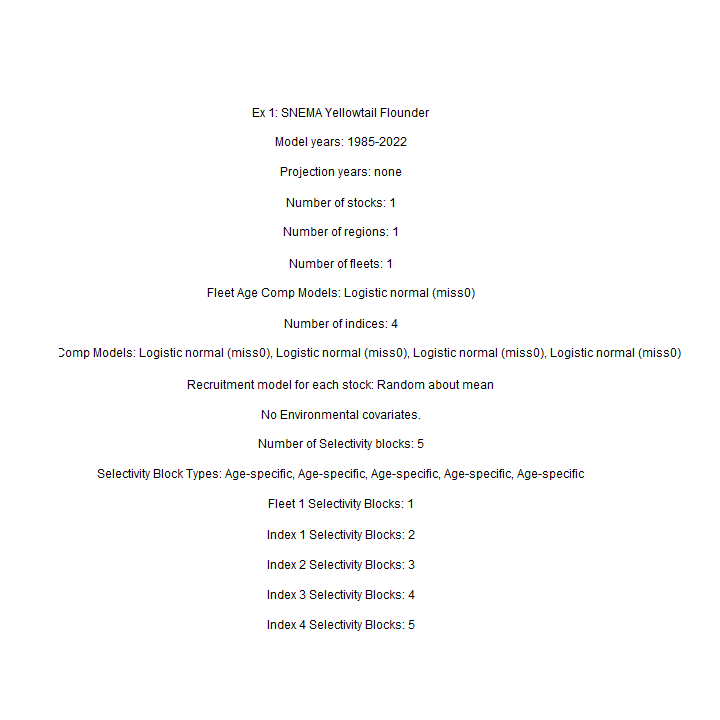 Ex 1: SNEMA Yellowtail Flounder
Model years: 1985-2022
Projection years: none
Number of stocks: 1
Number of regions: 1
Number of fleets: 1
Fleet Age Comp Models: Logistic normal (miss0)
Number of indices: 4
Comp Models: Logistic normal (miss0), Logistic normal (miss0), Logistic normal (miss0), Logistic normal (miss0)
Recruitment model for each stock: Random about mean
No Environmental covariates.
Number of Selectivity blocks: 5
Selectivity Block Types: Age-specific, Age-specific, Age-specific, Age-specific, Age-specific
Fleet 1 Selectivity Blocks: 1
Index 1 Selectivity Blocks: 2
Index 2 Selectivity Blocks: 3
Index 3 Selectivity Blocks: 4
Index 4 Selectivity Blocks: 5